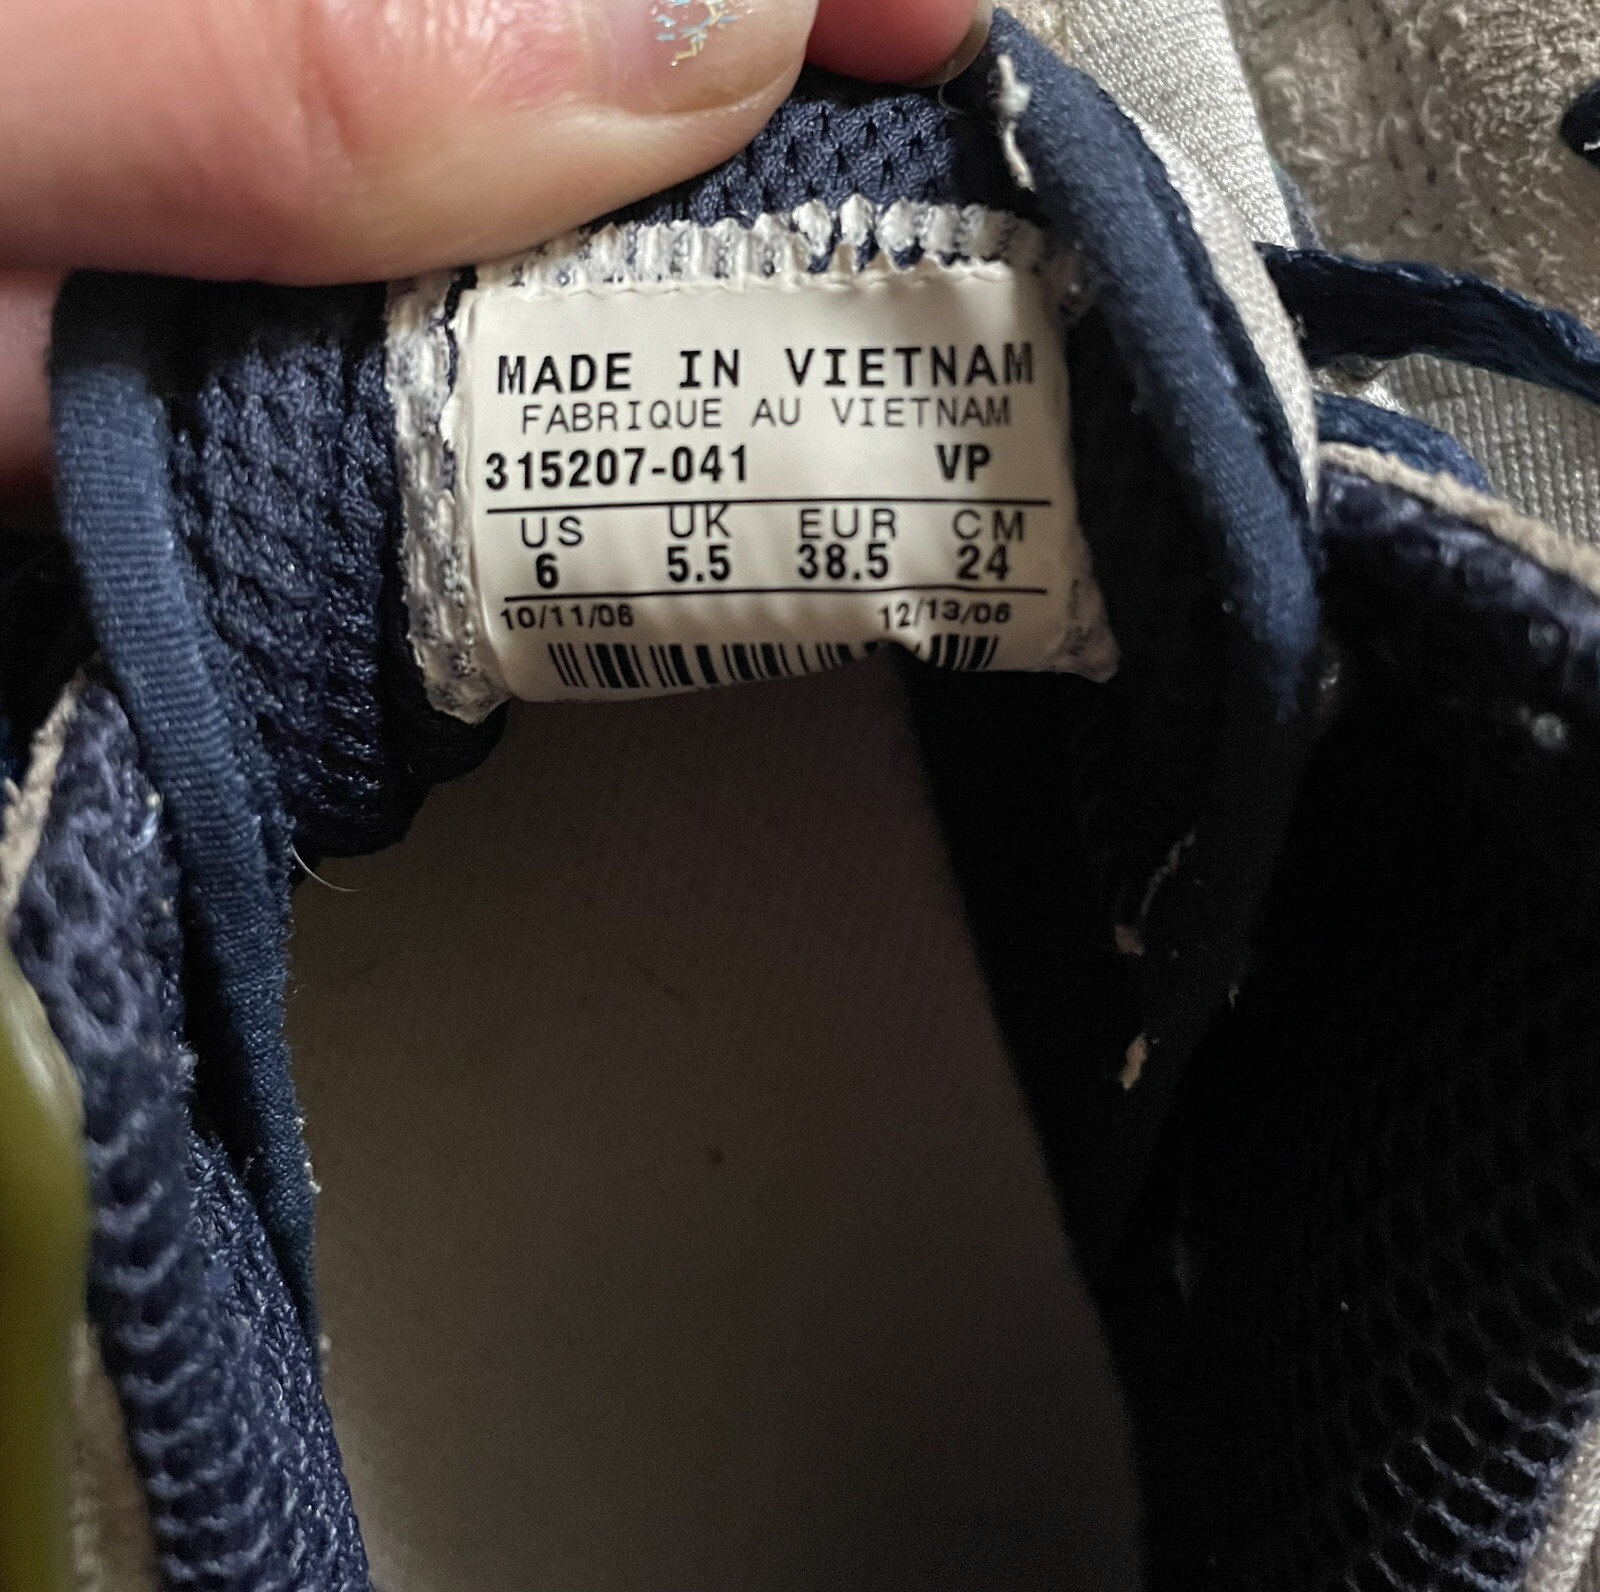 MADE IN VIETNAM
FABRIQUE AU VIETNAM
315207-041 VP
US UK EUR CM
6 5.5 38.5 24
10/11/06 12/13/06